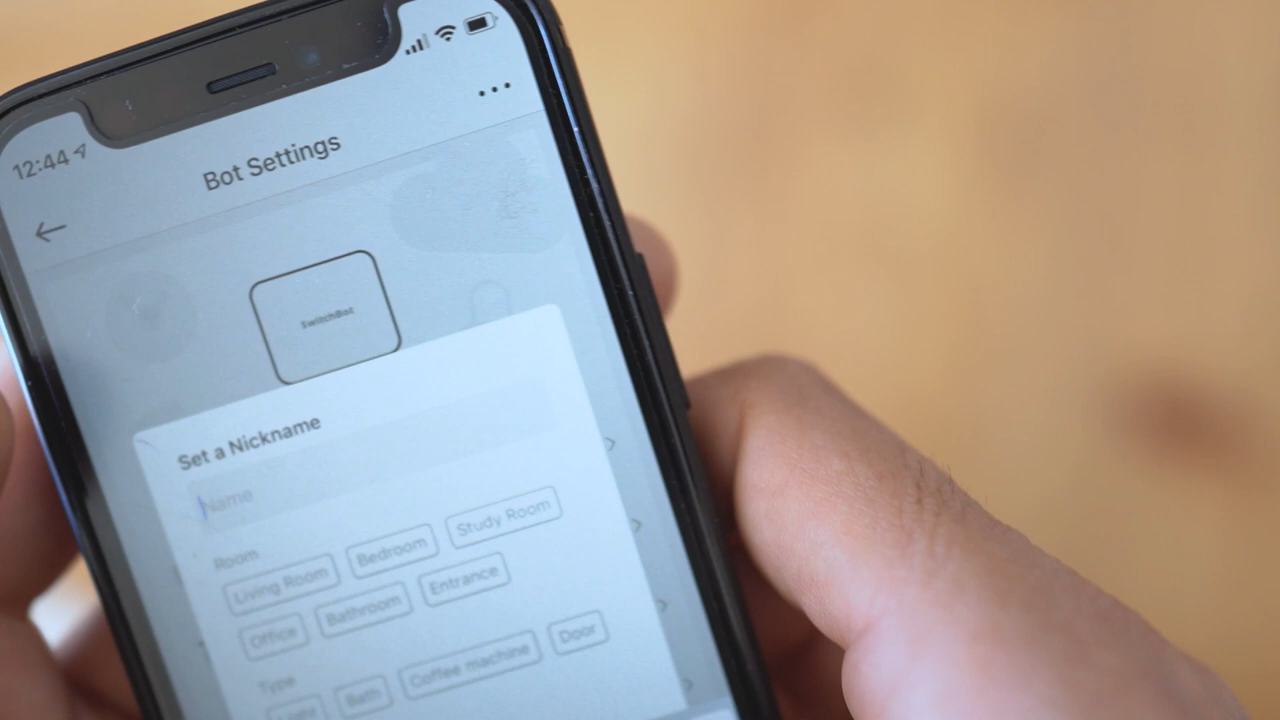 12:44
Bot Settings
SwitchBot
Set a Nickname
Name
Room
Living Room Bedroom Study Room
Office Bathroom Entrance
Type
Light Bath Coffee machine Door